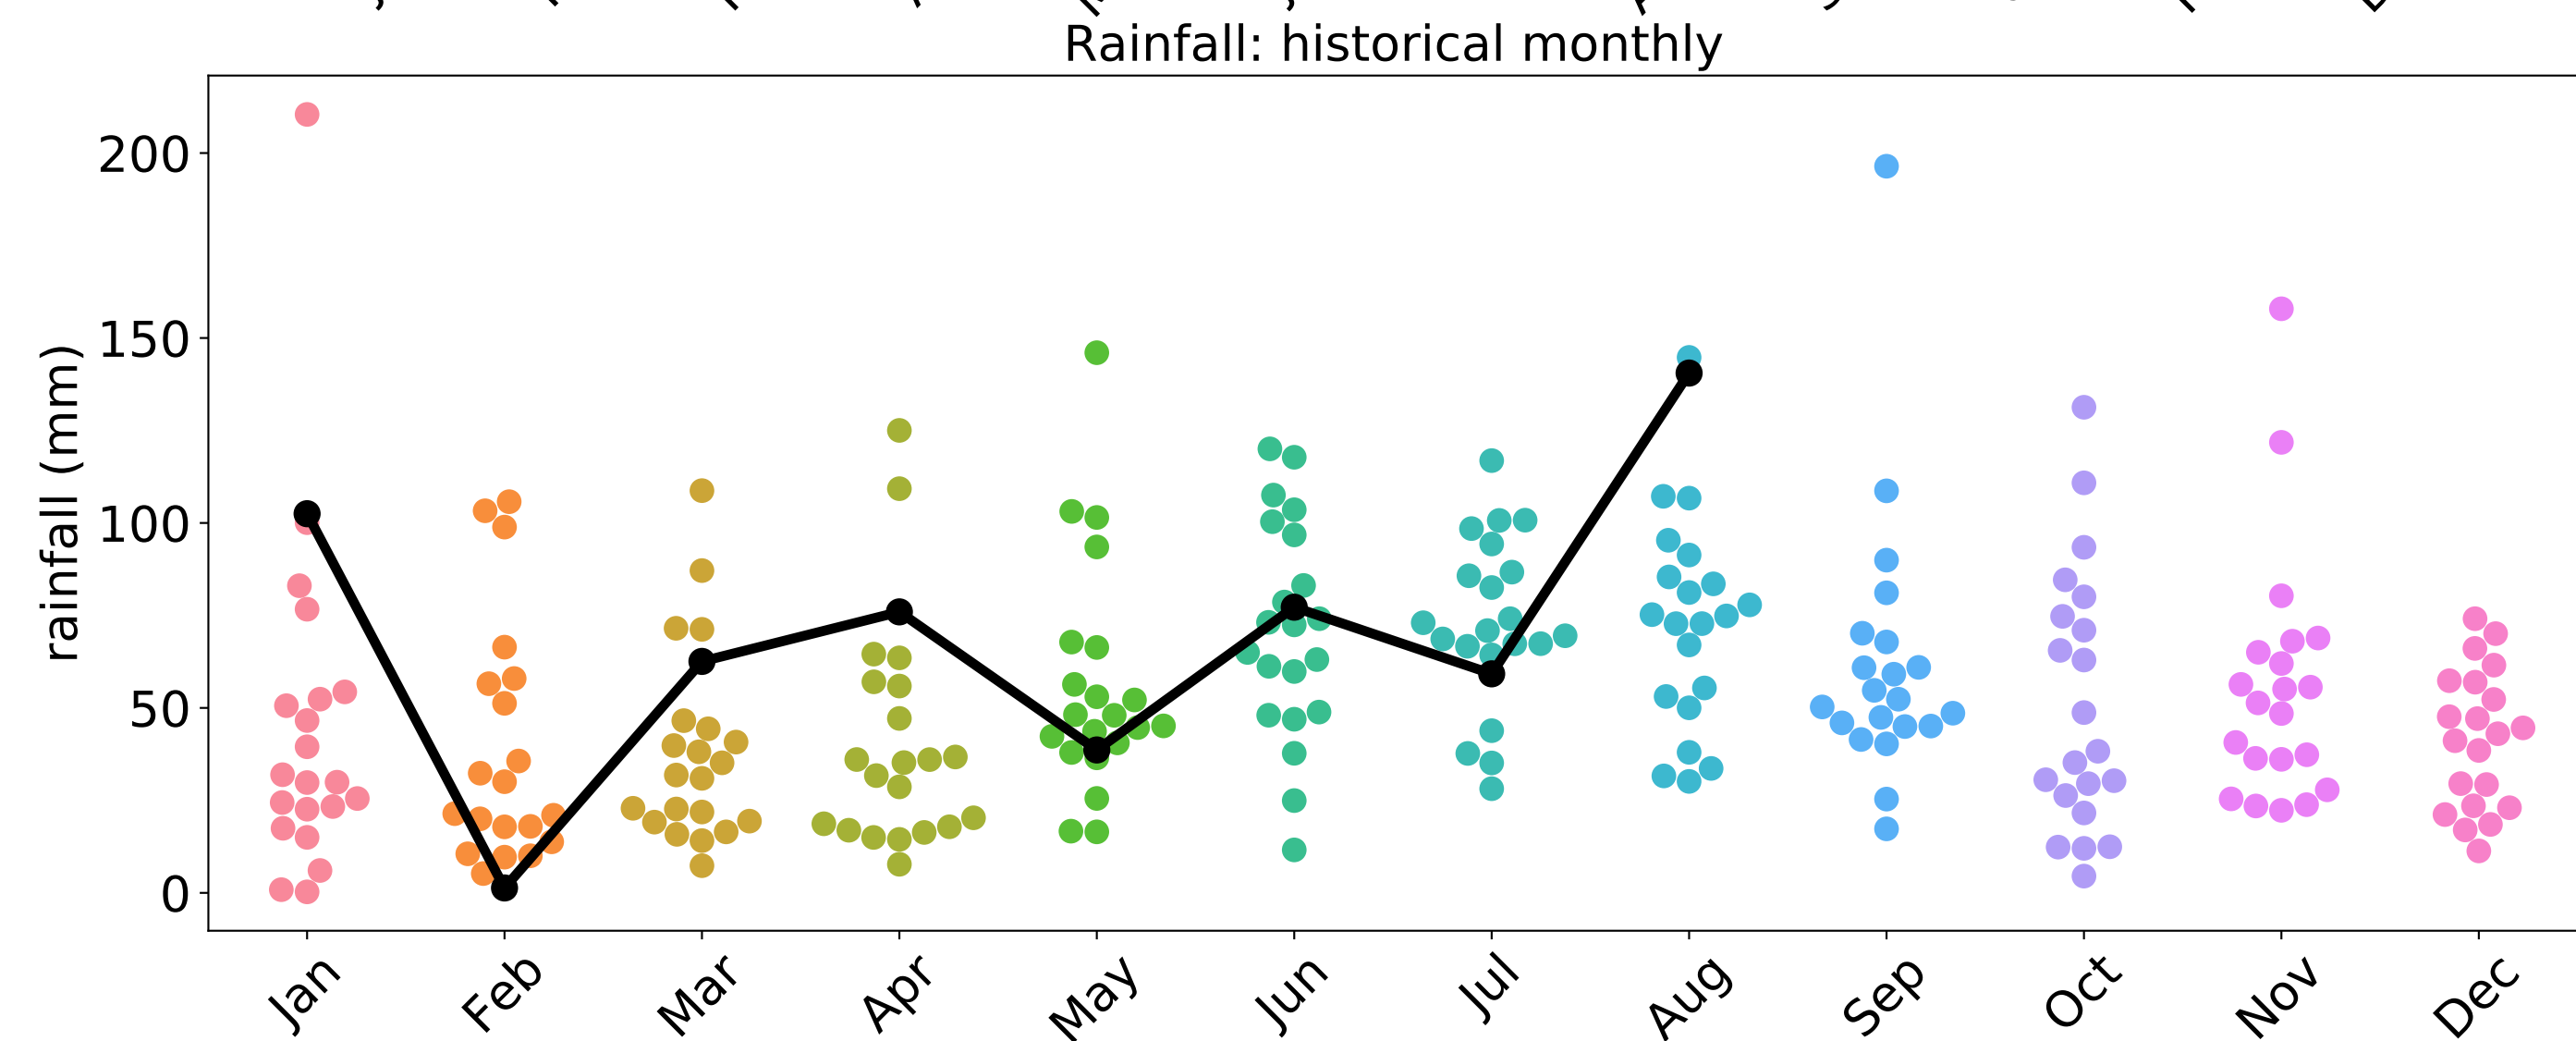 Rainfall: historical monthly
rainfall (mm)
200
150
100
50
0
Jan
Feb
Mar
Apr
May
Jun
Jul
Aug
Sep
Oct
Nov
Dec